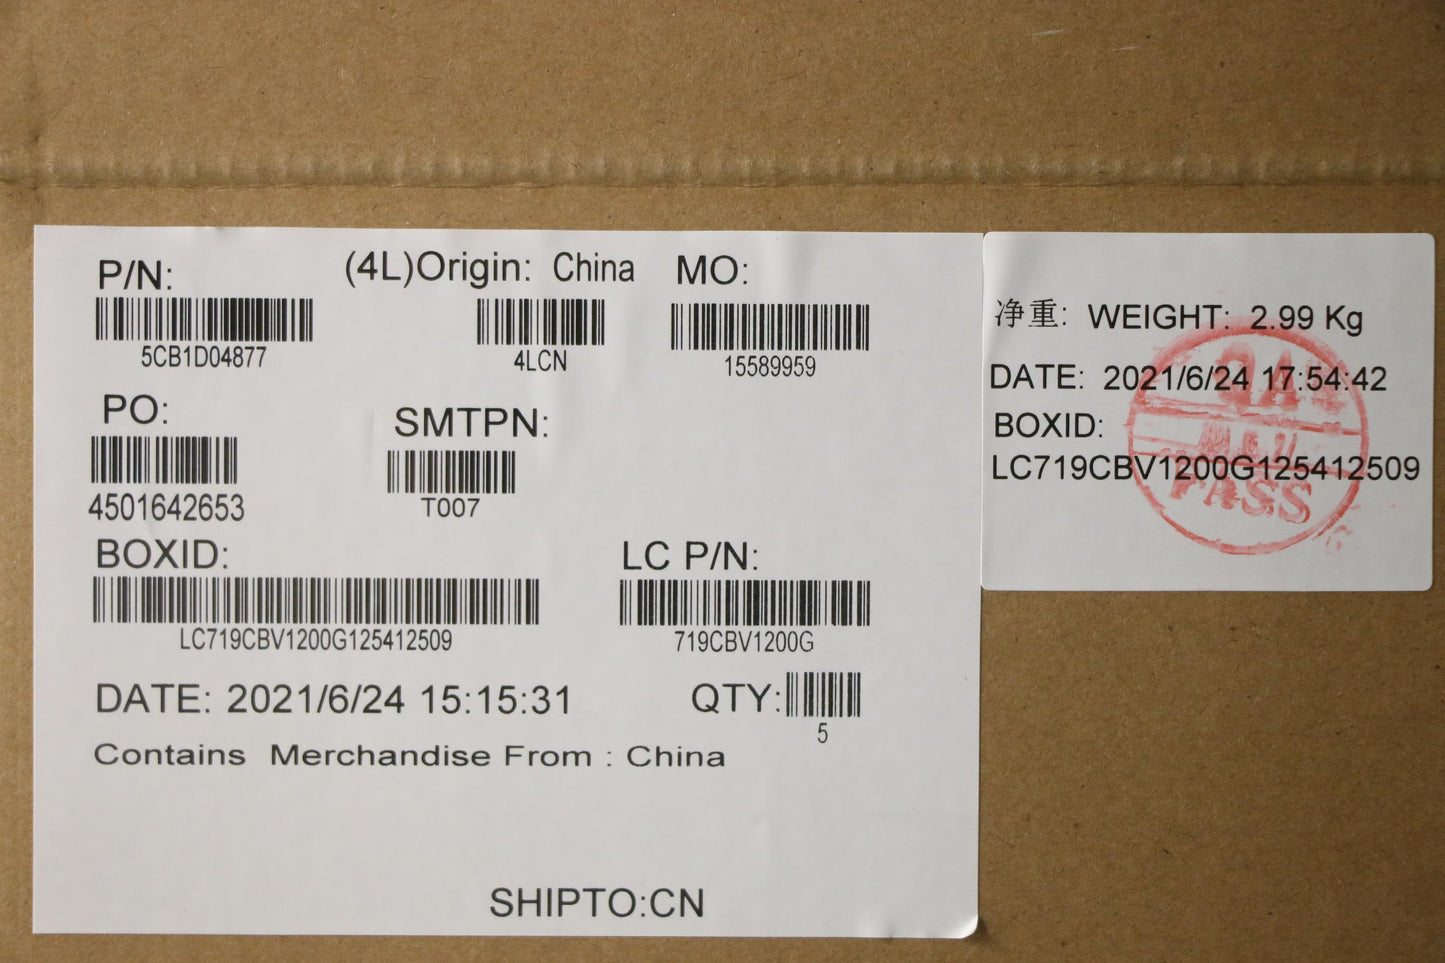 P/N:
5CB1D04877
(4L)Origin: China
4LCN
MO:
15589959
PO:
4501642653
SMTPN:
T007
BOXID:
LC719CBV1200G125412509
LC P/N:
719CBV1200G
DATE: 2021/6/24 15:15:31
QTY:
5
Contains Merchandise From : China
SHIPTO:CN
净重: WEIGHT: 2.99 Kg
DATE: 2021/6/24 17:54:42
BOXID:
LC719CBV1200G125412509
PASS